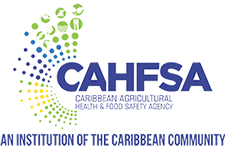 CAHFSA
CARIBBEAN AGRICULTURAL
HEALTH & FOOD SAFETY AGENCY
AN INSTITUTION OF THE CARIBBEAN COMMUNITY